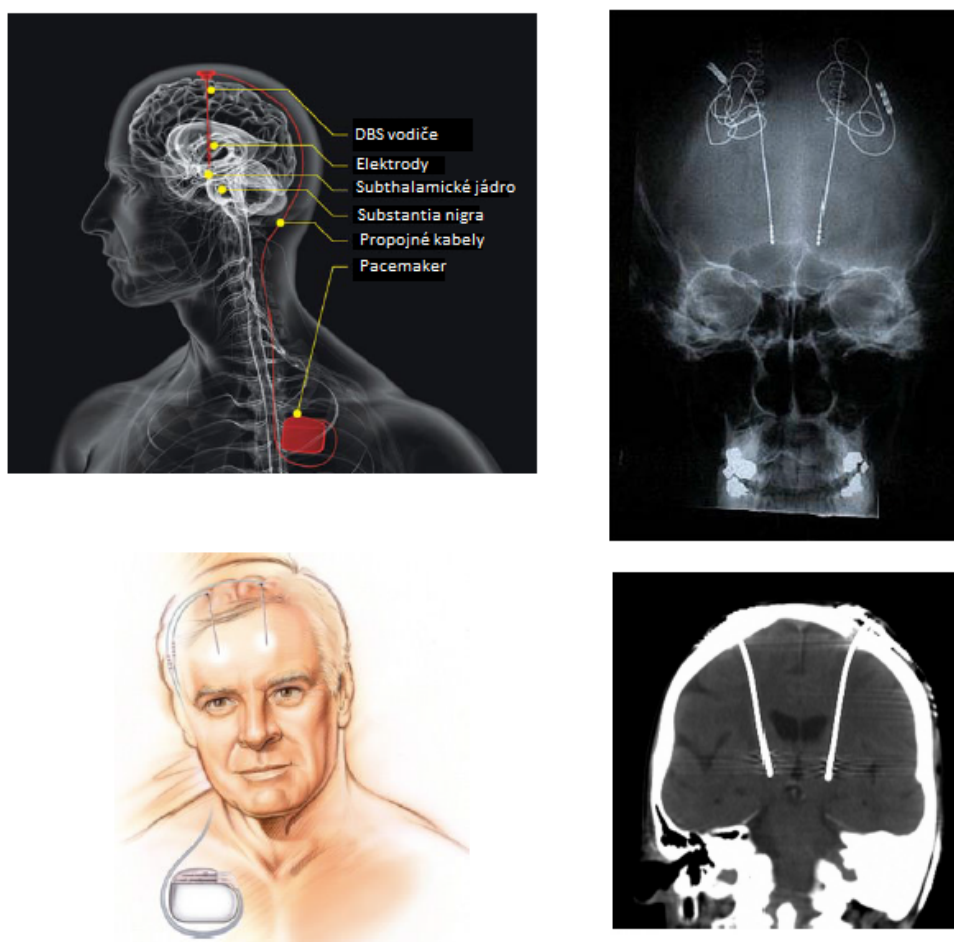 DBS vodiče
Elektrody
Subthalamické jádro
Substantia nigra
Propojné kabely
Pacemaker